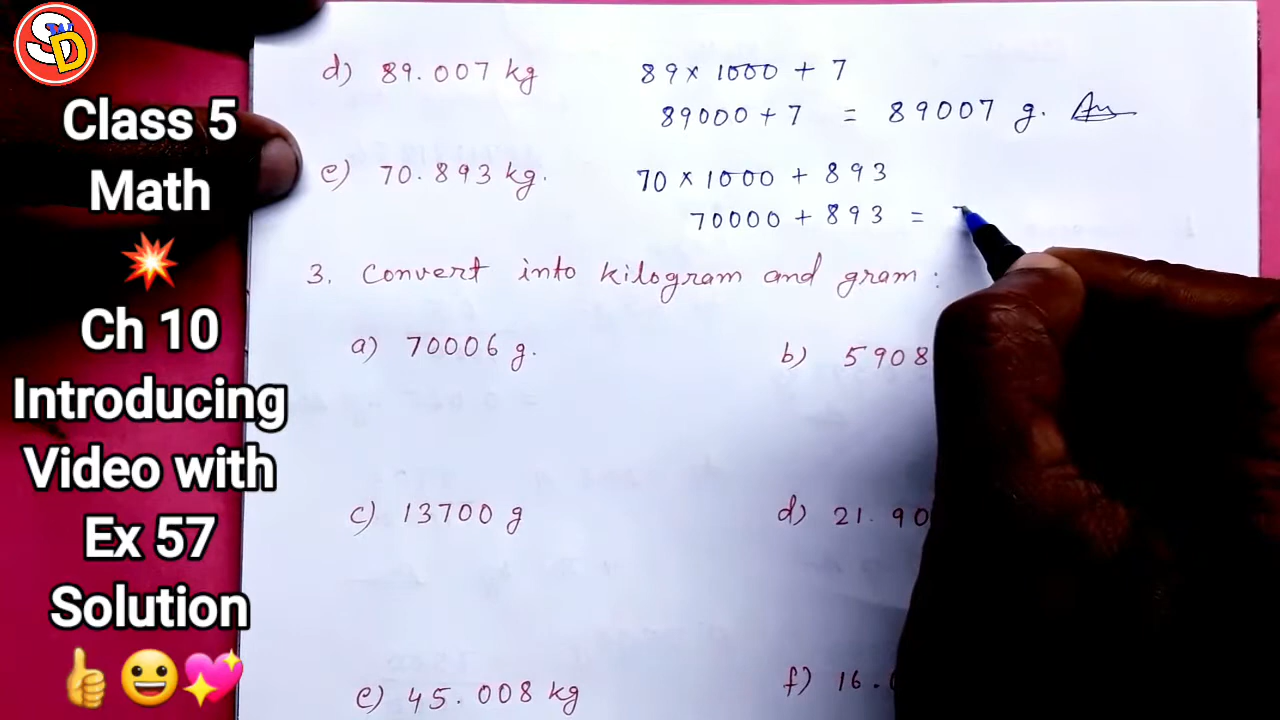 SD
Class 5
Math
💥
Ch 10
Introducing
Video with
Ex 57
Solution
👍😀💖
d) 89.007 kg 89 × 1000 + 7
89000 + 7 = 89007 g. Ans
e) 70.893 kg. 70 × 1000 + 893
70000 + 893 =
3. Convert into kilogram and gram :
a) 70006 g. b) 5908
c) 13700 g d) 21.90
e) 45.008 kg f) 16.